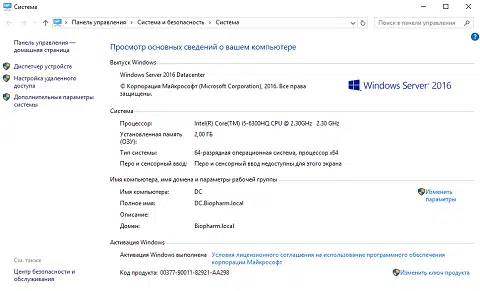 Система
Панель управления › Система и безопасность › Система
Поиск в панели управления
Панель управления — домашняя страница
Диспетчер устройств
Настройка удаленного доступа
Дополнительные параметры системы
Просмотр основных сведений о вашем компьютере
Выпуск Windows
Windows Server 2016 Datacenter
© Корпорация Майкрософт (Microsoft Corporation), 2016. Все права защищены.
Windows Server® 2016
Система
Процессор: Intel(R) Core(TM) i5-6300HQ CPU @ 2.30GHz 2.30 GHz
Установленная память (ОЗУ): 2,00 ГБ
Тип системы: 64-разрядная операционная система, процессор x64
Перо и сенсорный ввод: Перо и сенсорный ввод недоступны для этого экрана
Имя компьютера, имя домена и параметры рабочей группы
Имя компьютера: DC
Изменить параметры
Полное имя: DC.Biopharm.local
Описание:
Домен: Biopharm.local
Активация Windows
Активация Windows выполнена Условия лицензионного соглашения на использование программного обеспечения корпорации Майкрософт
Код продукта: 00377-90011-82921-AA298
Изменить ключ продукта
См. также
Центр безопасности и обслуживания